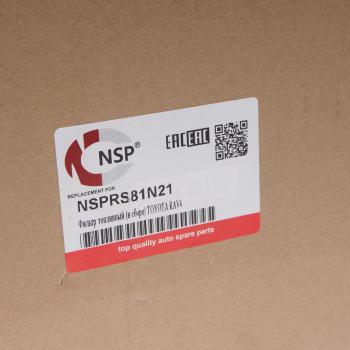 NSP®
EAC EAC
REPLACEMENT FOR
NSPRS81N21
Фильтр топливный (в сборе) TOYOTA RAV4
top quality auto spare parts